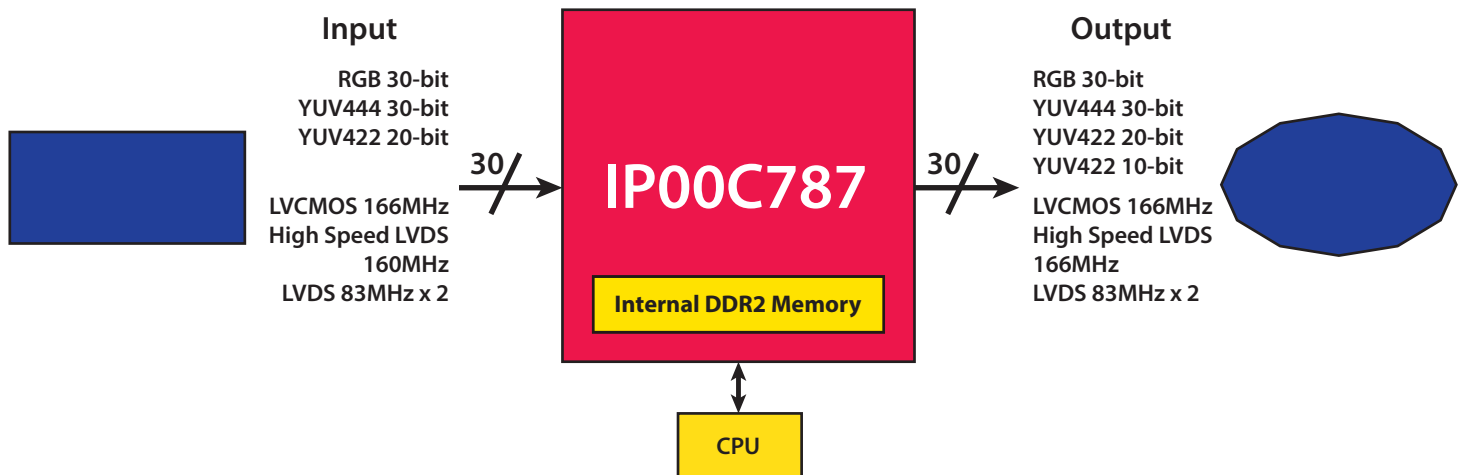 Input
RGB 30-bit
YUV444 30-bit
YUV422 20-bit
LVCMOS 166MHz
High Speed LVDS
160MHz
LVDS 83MHz x 2
30
IP00C787
Internal DDR2 Memory
CPU
30
Output
RGB 30-bit
YUV444 30-bit
YUV422 20-bit
YUV422 10-bit
LVCMOS 166MHz
High Speed LVDS
166MHz
LVDS 83MHz x 2